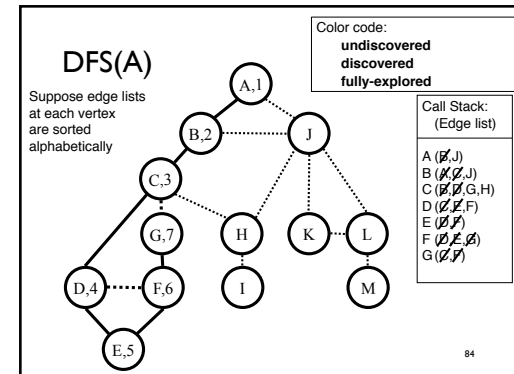 DFS(A)
Suppose edge lists
at each vertex
are sorted
alphabetically
Color code:
undiscovered
discovered
fully-explored
A,1
B,2
J
C,3
G,7
H
K
L
D,4
F,6
I
M
E,5
Call Stack:
(Edge list)
A (B,J)
B (A,C,J)
C (B,D,G,H)
D (C,E,F)
E (D,F)
F (D,E,G)
G (C,F)
84